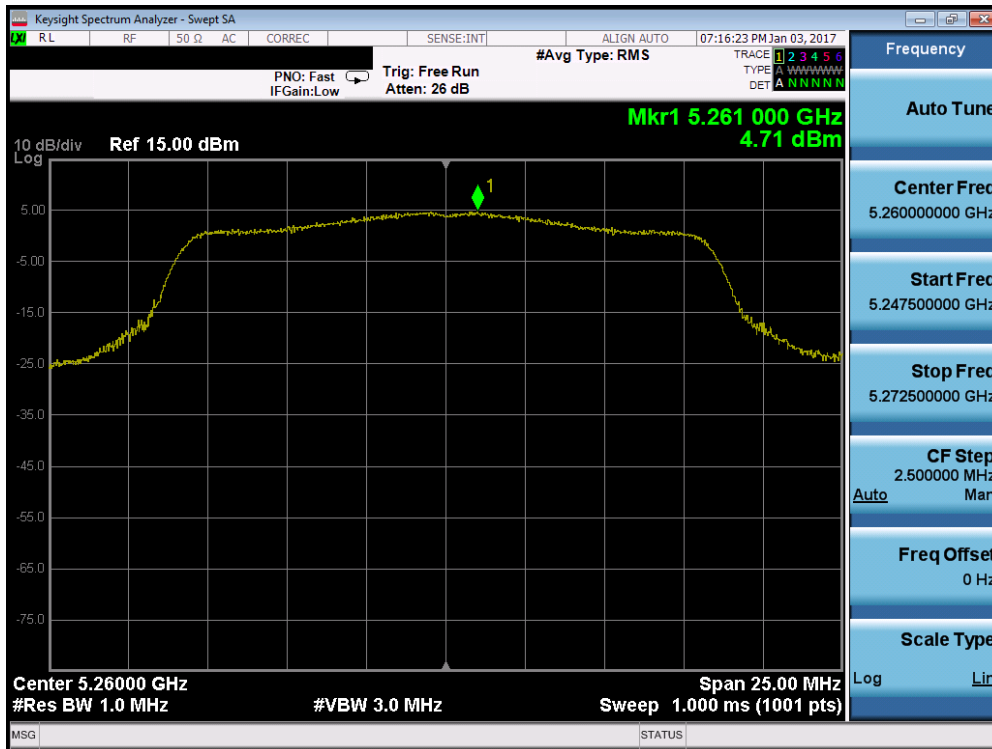 Keysight Spectrum Analyzer - Swept SA
LXI RL RF 50 Ω AC CORREC SENSE:INT ALIGN AUTO 07:16:23 PM Jan 03, 2017
#Avg Type: RMS
TRACE 1 2 3 4 5 6
PNO: Fast Trig: Free Run
TYPE A WWWWW
IFGain:Low Atten: 26 dB
DET A N N N N N
Mkr1 5.261 000 GHz
4.71 dBm
10 dB/div Ref 15.00 dBm
Log
1
5.00
-5.00
-15.0
-25.0
-35.0
-45.0
-55.0
-65.0
-75.0
Center 5.26000 GHz Span 25.00 MHz
#Res BW 1.0 MHz #VBW 3.0 MHz Sweep 1.000 ms (1001 pts)
MSG STATUS
Frequency
Auto Tune
Center Freq
5.260000000 GHz
Start Freq
5.247500000 GHz
Stop Freq
5.272500000 GHz
CF Step
2.500000 MHz
Auto Man
Freq Offset
0 Hz
Scale Type
Log Lin